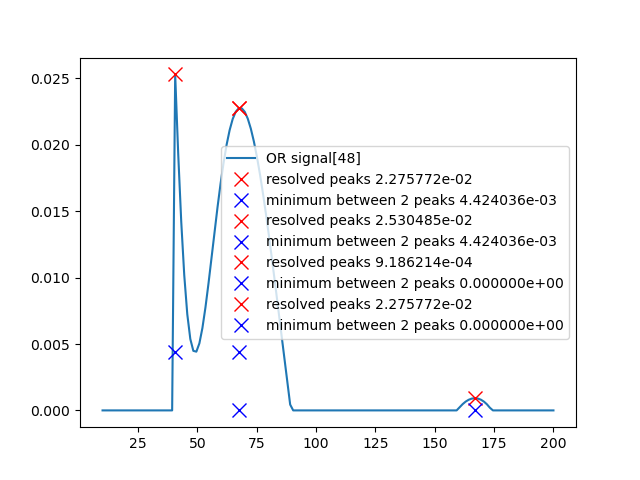 0.025
0.020
0.015
0.010
0.005
0.000
OR signal[48]
resolved peaks 2.275772e-02
minimum between 2 peaks 4.424036e-03
resolved peaks 2.530485e-02
minimum between 2 peaks 4.424036e-03
resolved peaks 9.186214e-04
minimum between 2 peaks 0.000000e+00
resolved peaks 2.275772e-02
minimum between 2 peaks 0.000000e+00
25 50 75 100 125 150 175 200